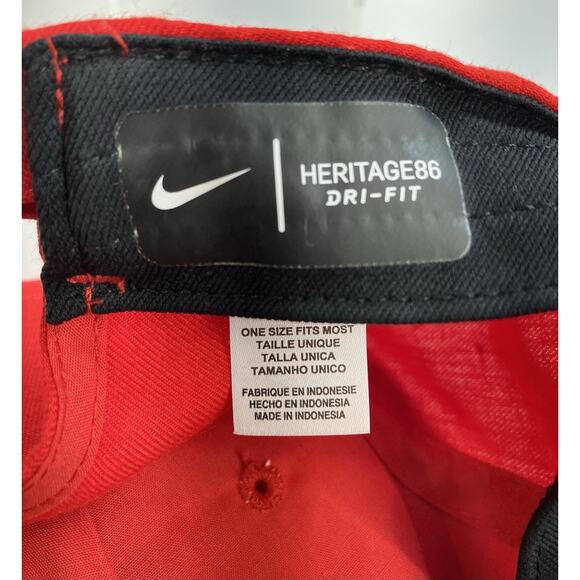 HERITAGE86
DRI-FIT
ONE SIZE FITS MOST
TAILLE UNIQUE
TALLA UNICA
TAMANHO UNICO
FABRIQUE EN INDONESIE
HECHO EN INDONESIA
MADE IN INDONESIA